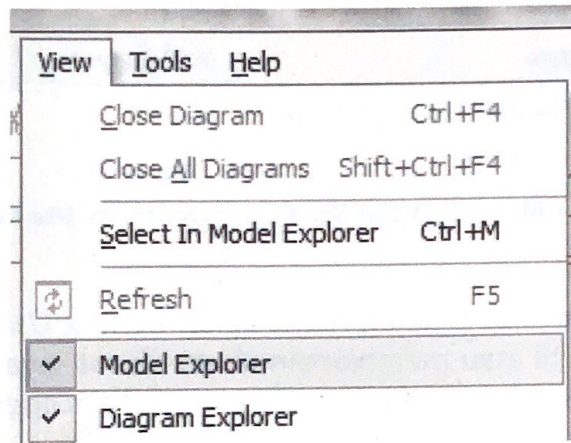 View Tools Help
Close Diagram Ctrl+F4
Close All Diagrams Shift+Ctrl+F4
Select In Model Explorer Ctrl+M
Refresh F5
Model Explorer
Diagram Explorer